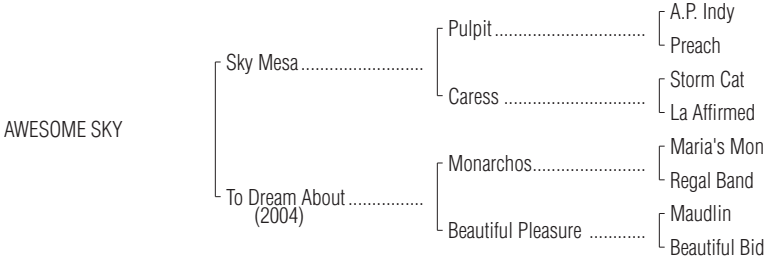 A.P. Indy
Pulpit
Preach
Sky Mesa
Storm Cat
Caress
La Affirmed
AWESOME SKY
Maria's Mon
Monarchos
Regal Band
To Dream About
(2004)
Maudlin
Beautiful Pleasure
Beautiful Bid